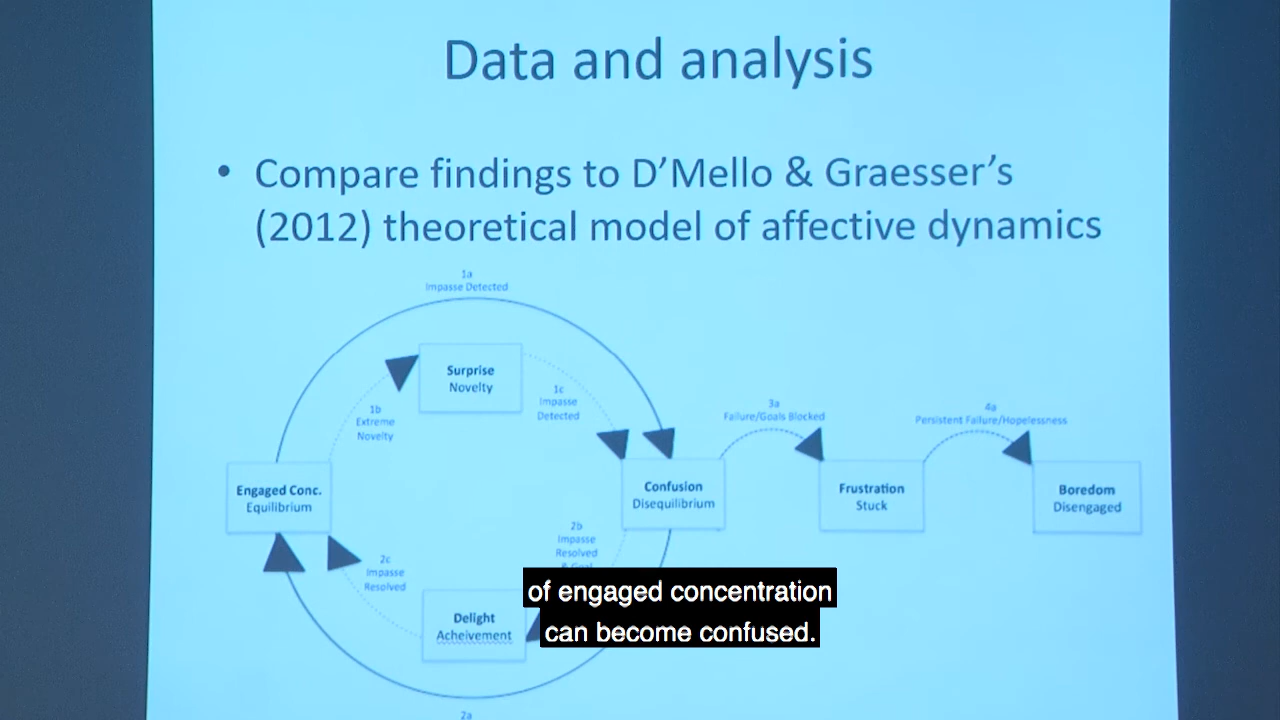 Data and analysis
• Compare findings to D’Mello & Graesser’s
(2012) theoretical model of affective dynamics
1a
Impasse Detected
Surprise
Novelty
1b
Extreme
Novelty
1c
Impasse
Detected
3a
Failure/Goals Blocked
4a
Persistent Failure/Hopelessness
Engaged Conc.
Equilibrium
Confusion
Disequilibrium
Frustration
Stuck
Boredom
Disengaged
2b
Impasse
Resolved
& Goal
2c
Impasse
Resolved
Delight
Acheivement
2a
of engaged concentration
can become confused.